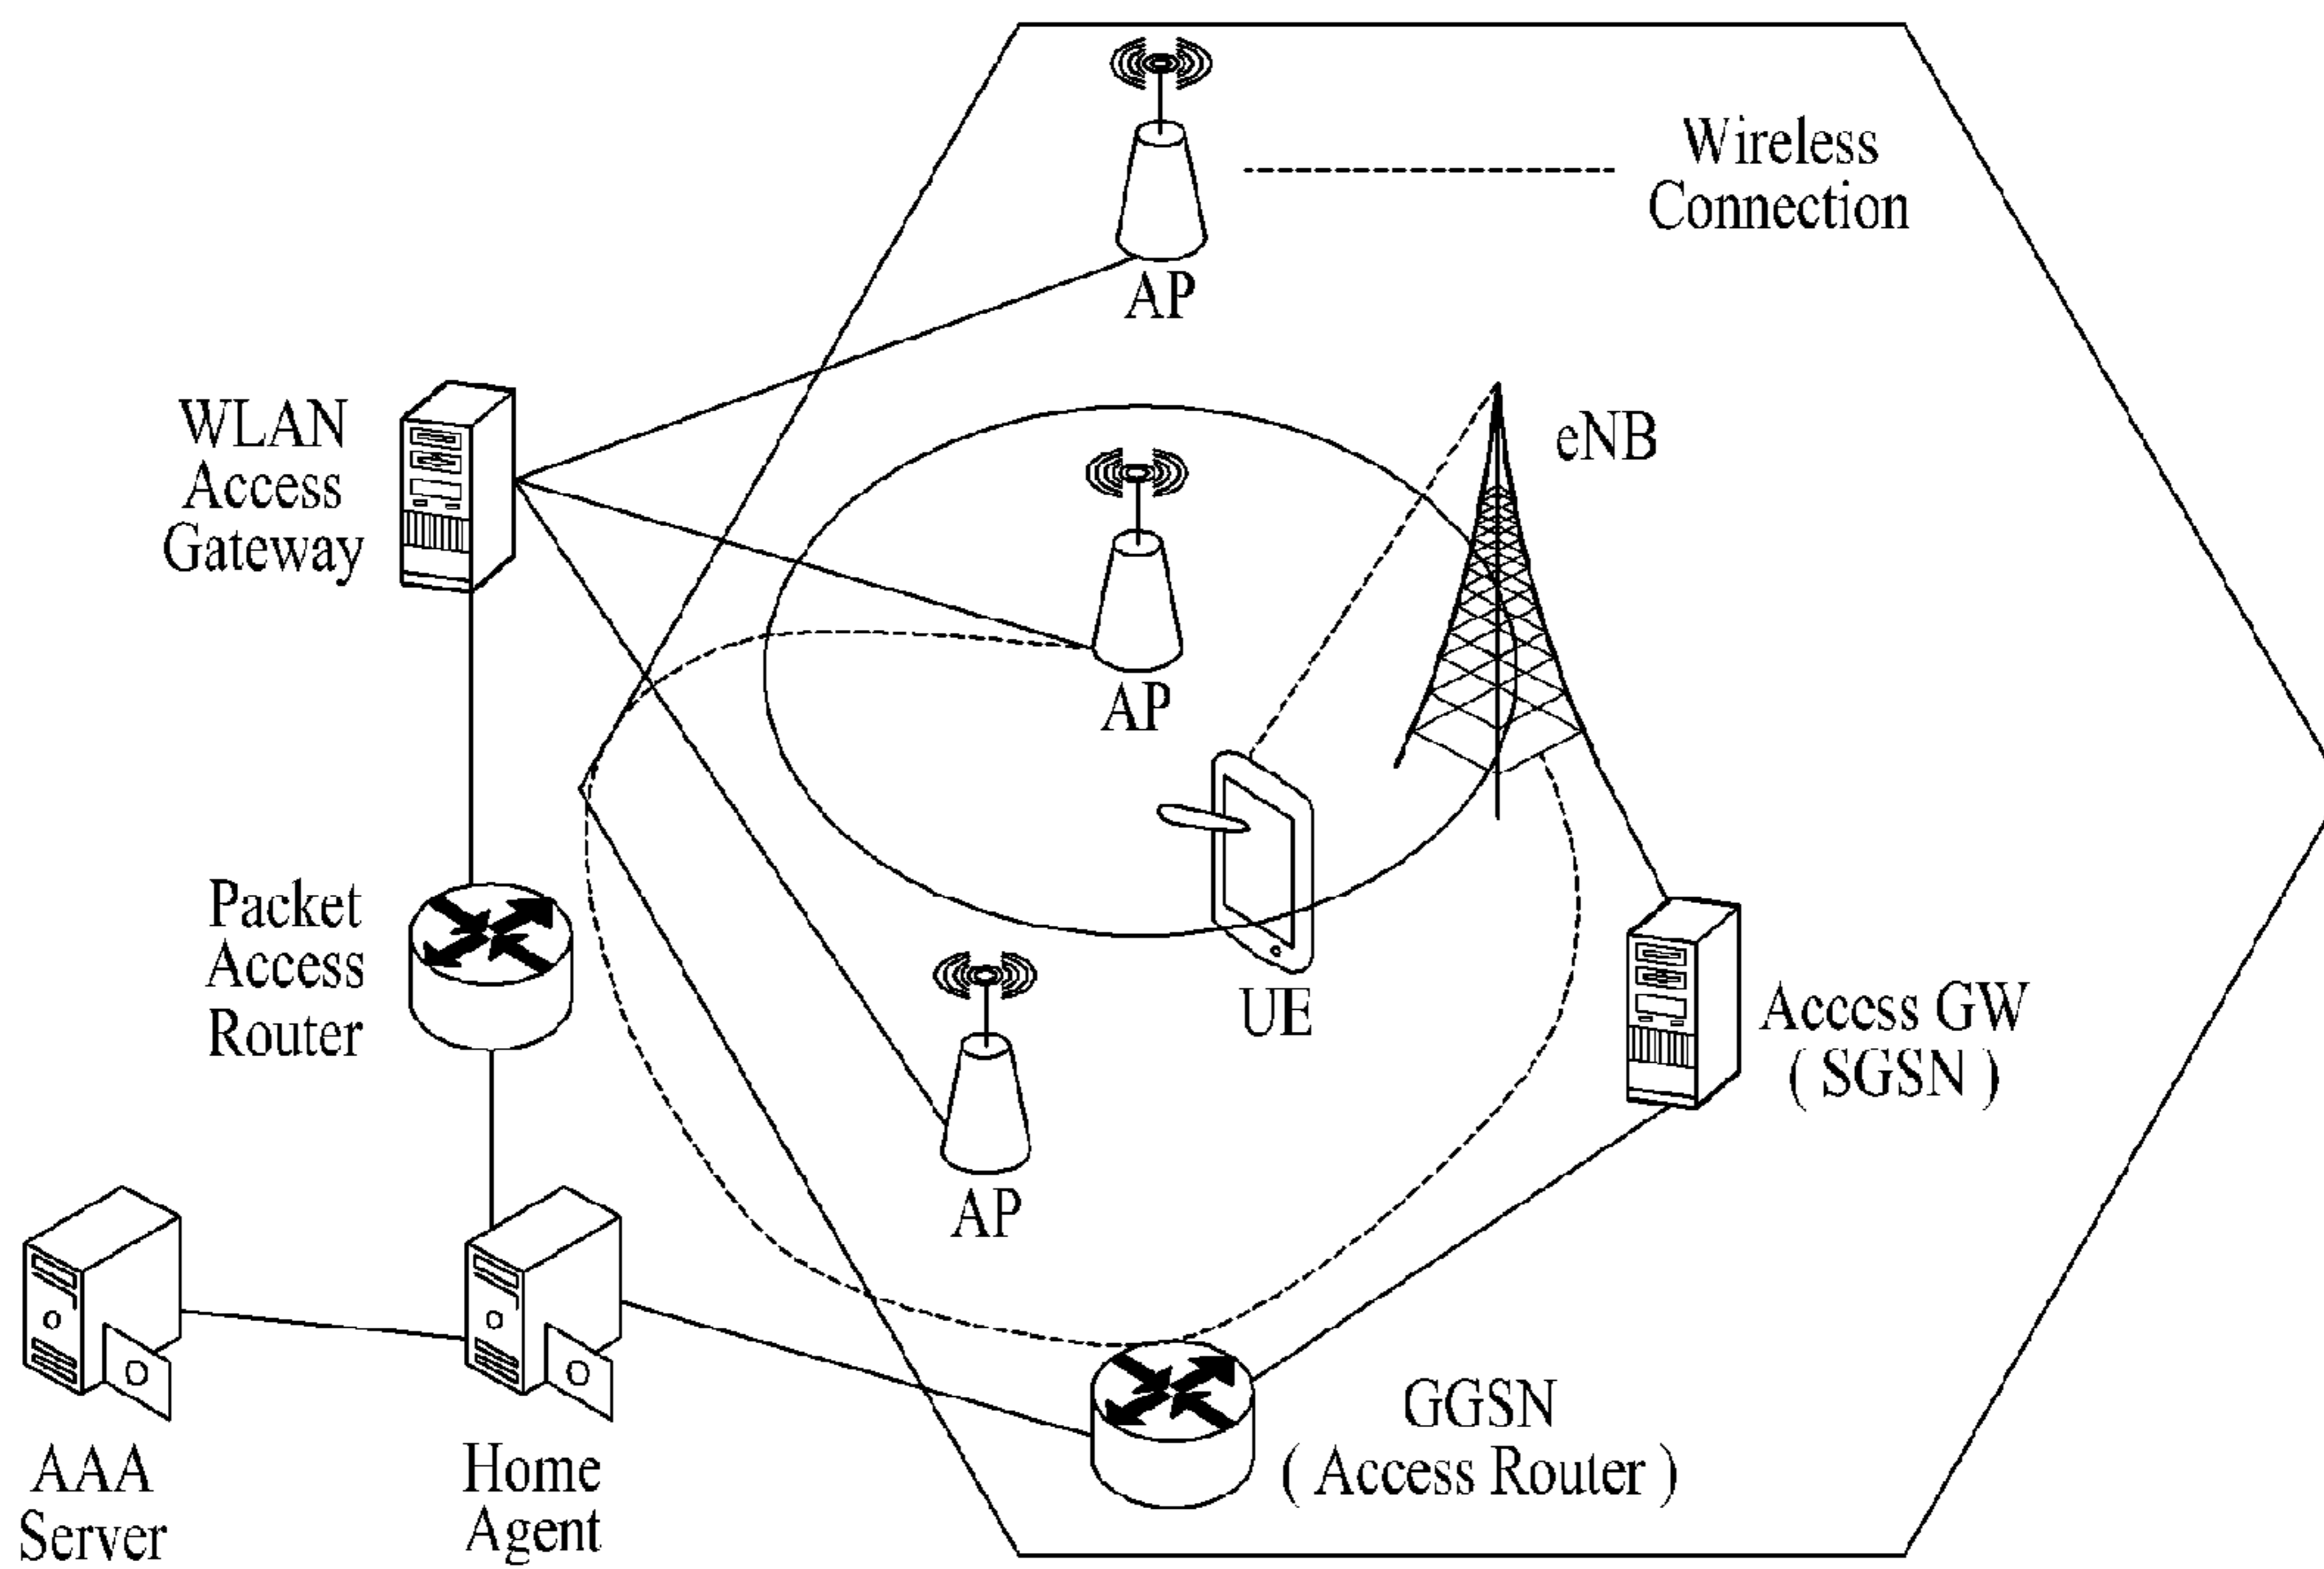 Wireless
Connection
AP
WLAN
Access
Gateway
eNB
AP
Packet
Access
Router
UE
Access GW
( SGSN )
AP
GGSN
( Access Router )
AAA
Server
Home
Agent